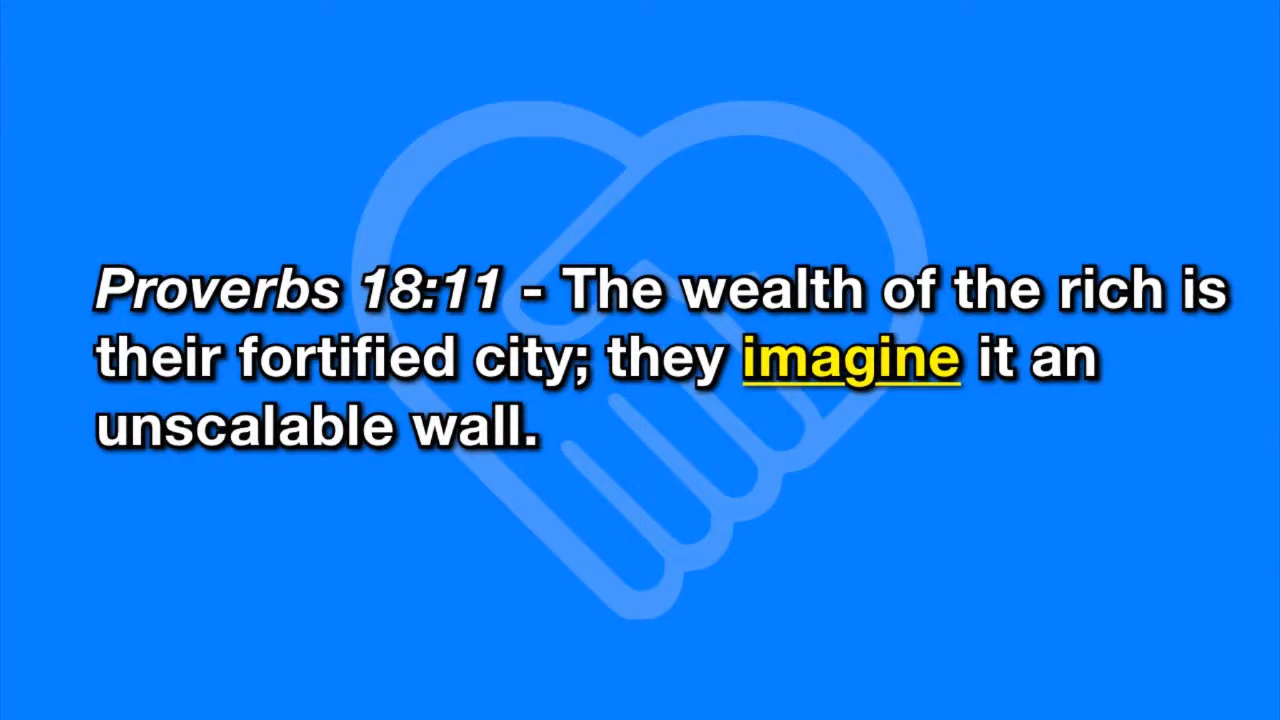 Proverbs 18:11 - The wealth of the rich is
their fortified city; they imagine it an
unscalable wall.